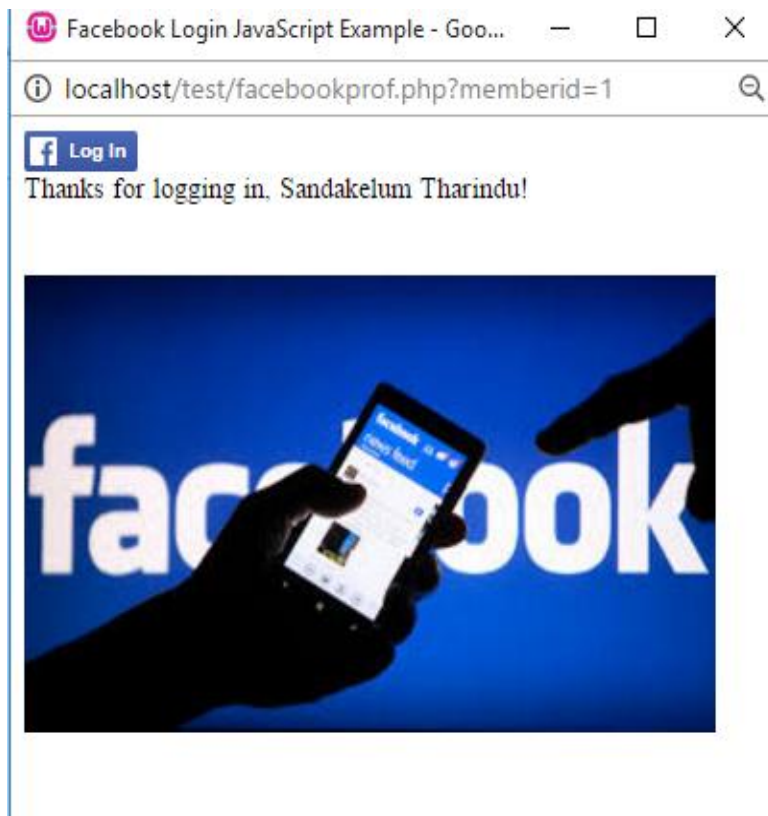 Facebook Login JavaScript Example - Goo...
localhost/test/facebookprof.php?memberid=1
f Log In
Thanks for logging in, Sandakelum Tharindu!
facebook
facebook
news feed